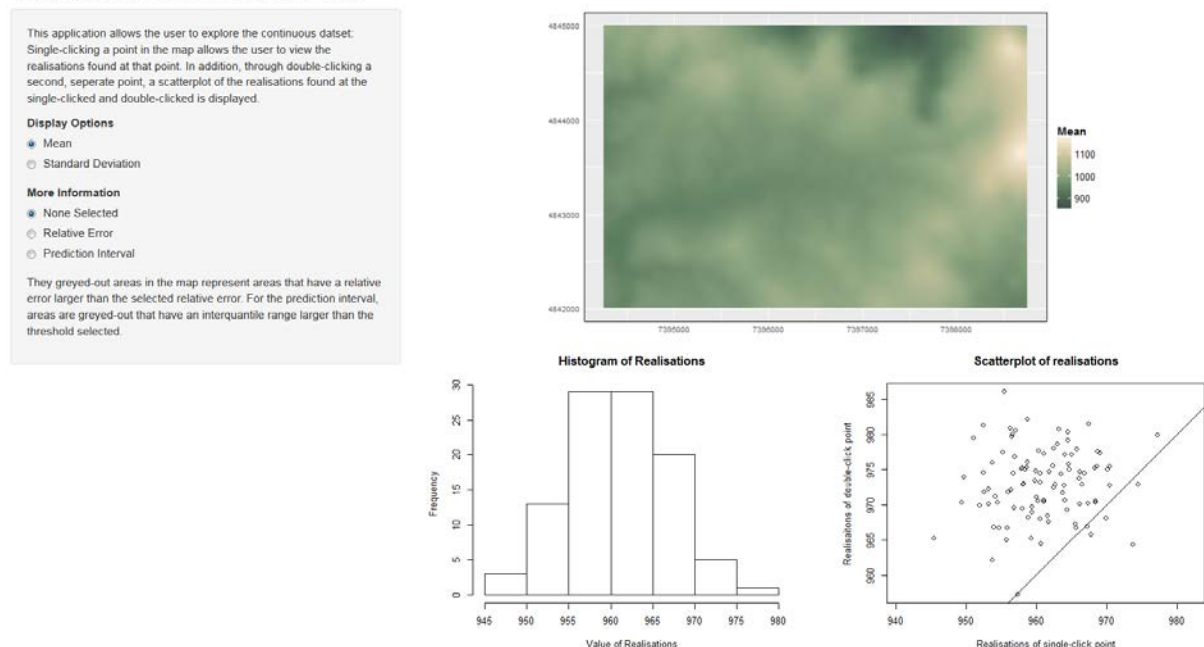 This application allows the user to explore the continuous datset:
Single-clicking a point in the map allows the user to view the
realisations found at that point. In addition, through double-clicking a
second, seperate point, a scatterplot of the realisations found at the
single-clicked and double-clicked is displayed.
Display Options
Mean
Standard Deviation
More Information
None Selected
Relative Error
Prediction Interval
They greyed-out areas in the map represent areas that have a relative
error larger than the selected relative error. For the prediction interval,
areas are greyed-out that have an interquantile range larger than the
threshold selected.
4845000
4844000
4843000
4842000
7385000
7386000
7387000
7388000
Mean
1100
1000
900
Histogram of Realisations
Frequency
30
20
10
5
0
945
950
955
960
965
970
975
980
Value of Realisations
Scatterplot of realisations
Realisations of double-click point
985
980
975
970
965
960
940
950
960
970
980
Realisations of single-click point